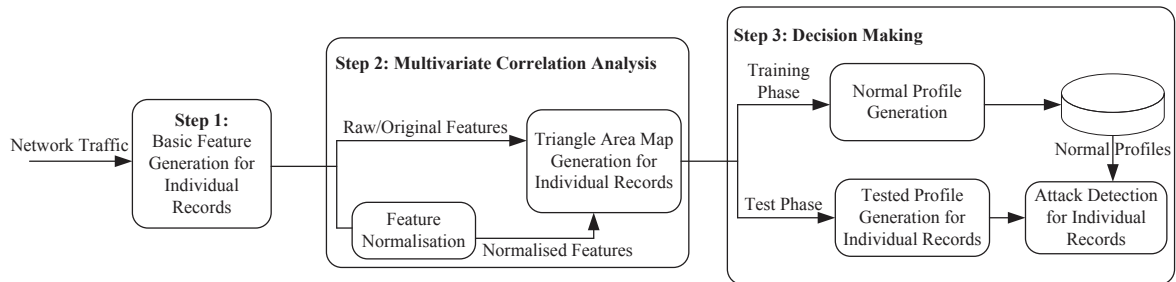 Network Traffic
Step 1:
Basic Feature
Generation for
Individual
Records
Step 2: Multivariate Correlation Analysis
Raw/Original Features
Triangle Area Map
Generation for
Individual Records
Feature
Normalisation
Normalised Features
Step 3: Decision Making
Training
Phase
Normal Profile
Generation
Normal Profiles
Test Phase
Tested Profile
Generation for
Individual Records
Attack Detection
for Individual
Records